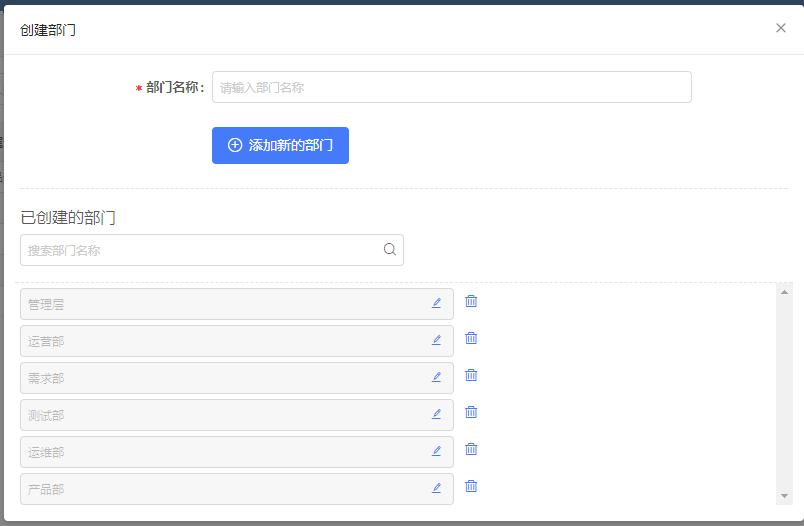 创建部门
* 部门名称：
请输入部门名称
添加新的部门
已创建的部门
搜索部门名称
管理层
运营部
需求部
测试部
运维部
产品部